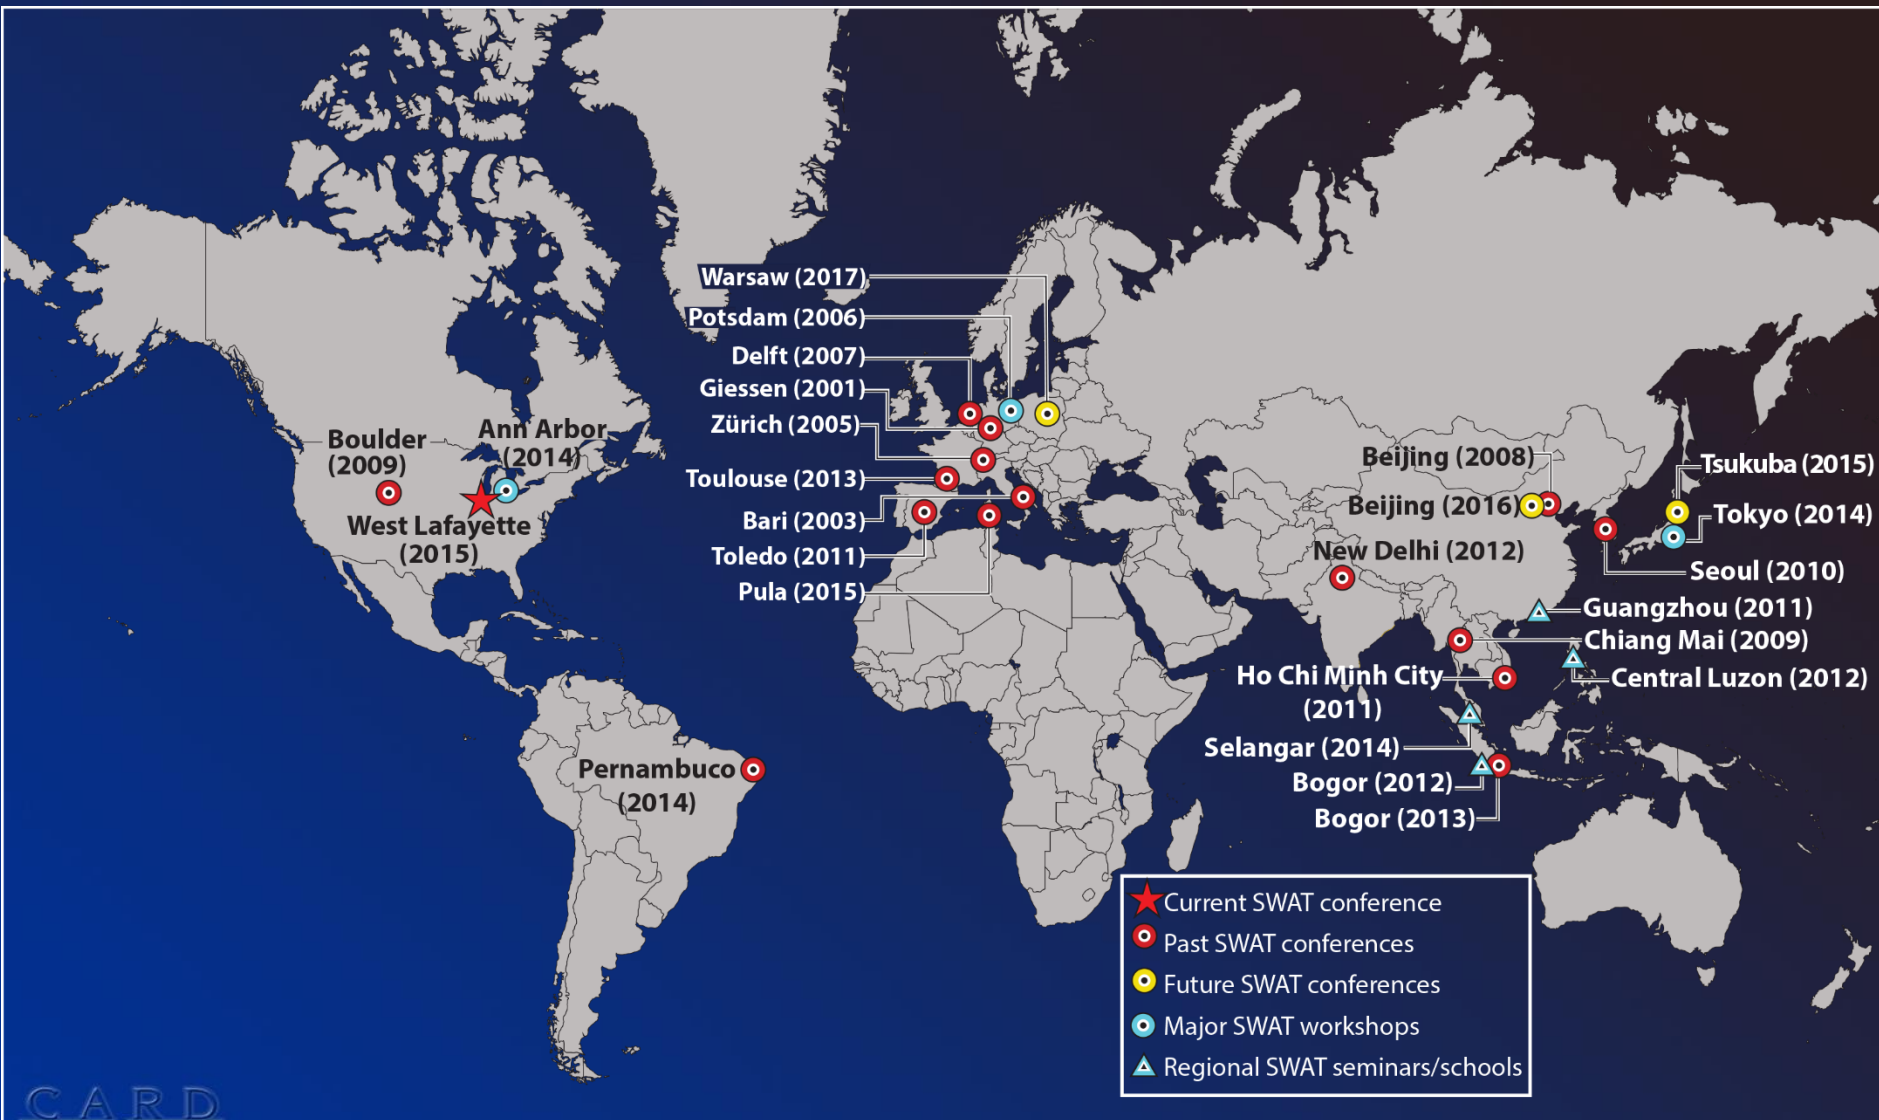 Warsaw (2017)
Potsdam (2006)
Delft (2007)
Giessen (2001)
Zürich (2005)
Toulouse (2013)
Bari (2003)
Toledo (2011)
Pula (2015)
Boulder
(2009)
Ann Arbor
(2014)
West Lafayette
(2015)
Pernambuco
(2014)
Beijing (2008)
Beijing (2016)
New Delhi (2012)
Tsukuba (2015)
Tokyo (2014)
Seoul (2010)
Guangzhou (2011)
Chiang Mai (2009)
Central Luzon (2012)
Ho Chi Minh City
(2011)
Selangar (2014)
Bogor (2012)
Bogor (2013)
Current SWAT conference
Past SWAT conferences
Future SWAT conferences
Major SWAT workshops
Regional SWAT seminars/schools
CARD